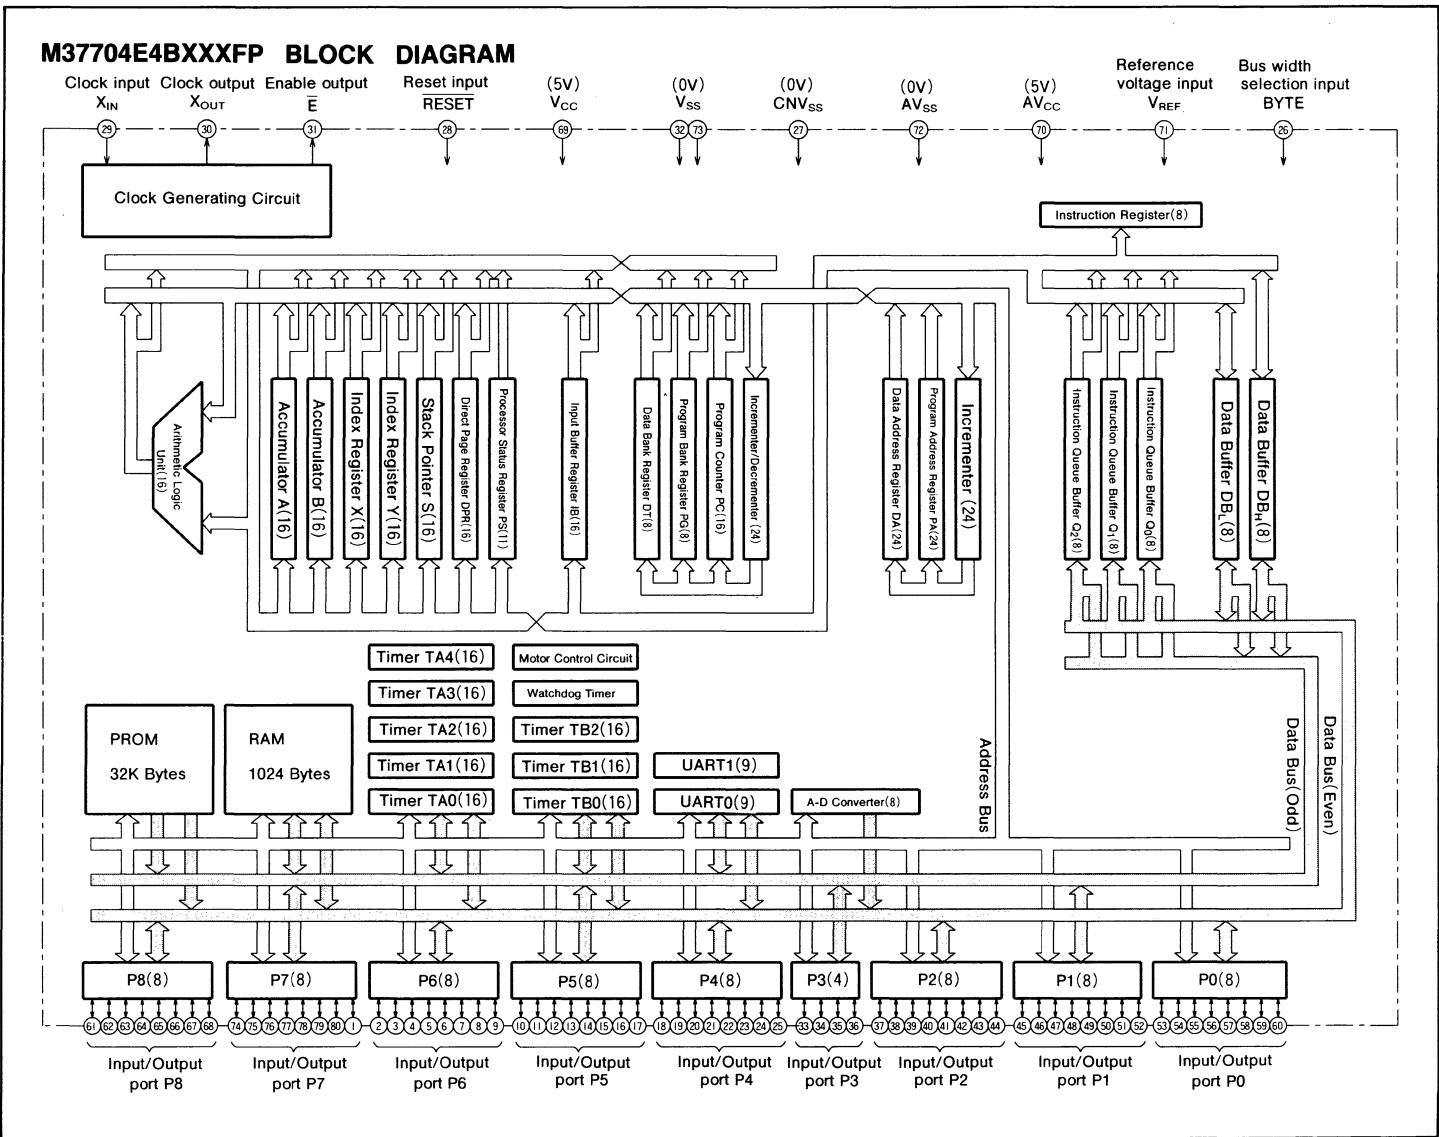 M37704E4BXXXFP BLOCK DIAGRAM
Clock input
XIN
Clock output
XOUT
Enable output
E
Reset input
RESET
(5V)
VCC
(0V)
VSS
(0V)
CNVSS
(0V)
AVSS
(5V)
AVCC
Reference
voltage input
VREF
Bus width
selection input
BYTE
29 30 31 28 69 32 73 27 72 70 71 26
Clock Generating Circuit
Instruction Register(8)
Arithmetic Logic
Unit(16)
Accumulator A(16)
Accumulator B(16)
Index Register X(16)
Index Register Y(16)
Stack Pointer S(16)
Direct Page Register DPR(16)
Processor Status Register PS(11)
Input Buffer Register IB(16)
Data Bank Register DT(8)
Program Bank Register PG(8)
Program Counter PC(16)
Incrementer/Decrementer (24)
Data Address Register DA(24)
Program Address Register PA(24)
Incrementer (24)
Instruction Queue Buffer Q2(8)
Instruction Queue Buffer Q1(8)
Instruction Queue Buffer Q0(8)
Data Buffer DBL(8)
Data Buffer DBH(8)
Timer TA4(16)
Motor Control Circuit
Timer TA3(16)
Watchdog Timer
PROM
32K Bytes
RAM
1024 Bytes
Timer TA2(16)
Timer TB2(16)
Timer TA1(16)
Timer TB1(16)
UART1(9)
Timer TA0(16)
Timer TB0(16)
UART0(9)
A-D Converter(8)
Address Bus
Data Bus(Odd)
Data Bus(Even)
P8(8)
P7(8)
P6(8)
P5(8)
P4(8)
P3(4)
P2(8)
P1(8)
P0(8)
61 62 63 64 65 66 67 68
74 75 76 77 78 79 80 1
2 3 4 5 6 7 8 9
10 11 12 13 14 15 16 17
18 19 20 21 22 23 24 25
33 34 35 36
37 38 39 40 41 42 43 44
45 46 47 48 49 50 51 52
53 54 55 56 57 58 59 60
Input/Output
port P8
Input/Output
port P7
Input/Output
port P6
Input/Output
port P5
Input/Output
port P4
Input/Output
port P3
Input/Output
port P2
Input/Output
port P1
Input/Output
port P0